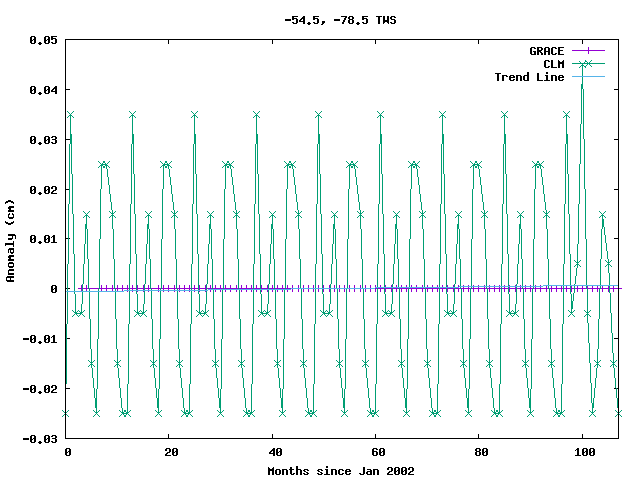 -54.5, -78.5 TWS
GRACE
CLM
Trend Line
0.05
0.04
0.03
0.02
0.01
0
-0.01
-0.02
-0.03
Anomaly (cm)
0 20 40 60 80 100
Months since Jan 2002